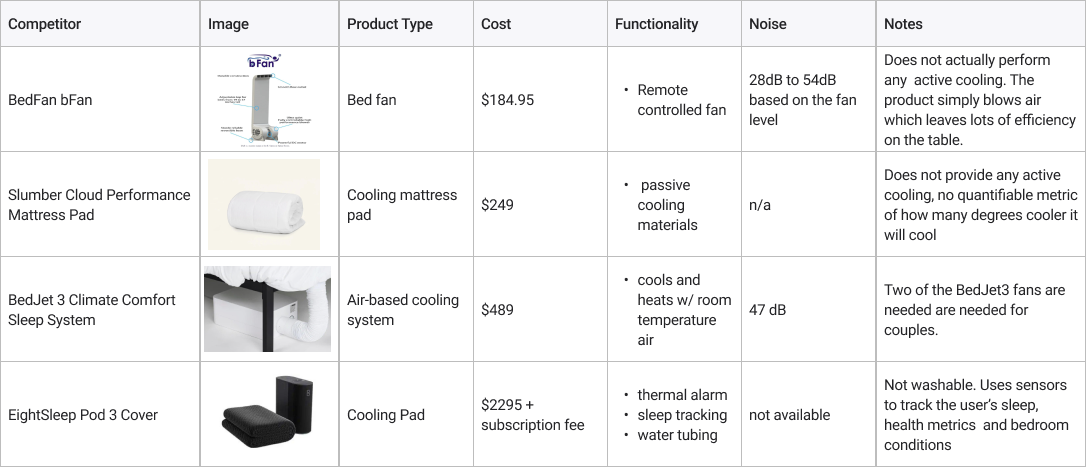 Competitor
Image
Product Type
Cost
Functionality
Noise
Notes
BedFan bFan
bFan
Bed fan
$184.95
• Remote
controlled fan
28dB to 54dB
based on the fan
level
Does not actually perform
any active cooling. The
product simply blows air
which leaves lots of efficiency
on the table.
Slumber Cloud Performance
Mattress Pad
Cooling mattress
pad
$249
• passive
cooling
materials
n/a
Does not provide any active
cooling, no quantifiable metric
of how many degrees cooler it
will cool
BedJet 3 Climate Comfort
Sleep System
Air-based cooling
system
$489
• cools and
heats w/ room
temperature
air
47 dB
Two of the BedJet3 fans are
needed are needed for
couples.
EightSleep Pod 3 Cover
Cooling Pad
$2295 +
subscription fee
• thermal alarm
• sleep tracking
• water tubing
not available
Not washable. Uses sensors
to track the user's sleep,
health metrics and bedroom
conditions